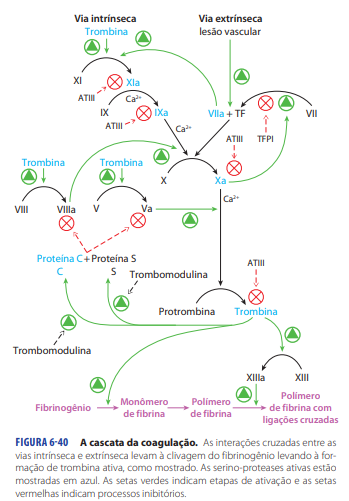 Via intrínseca Via extrínseca
Trombina lesão vascular
XI XIa
ATIII Ca²⁺
IX IXa VIIa + TF VII
ATIII Ca²⁺
ATIII TFPI
Trombina Trombina
X Xa
VIII VIIIa V Va Ca²⁺
Proteína C + Proteína S
C S Trombomodulina
ATIII
Protrombina Trombina
Trombomodulina
XIIIa XIII
Fibrinogênio Monômero de fibrina Polímero de fibrina Polímero de fibrina com ligações cruzadas
FIGURA 6-40 A cascata da coagulação. As interações cruzadas entre as
vias intrínseca e extrínseca levam à clivagem do fibrinogênio levando à for-
mação de trombina ativa, como mostrado. As serino-proteases ativas estão
mostradas em azul. As setas verdes indicam etapas de ativação e as setas
vermelhas indicam processos inibitórios.